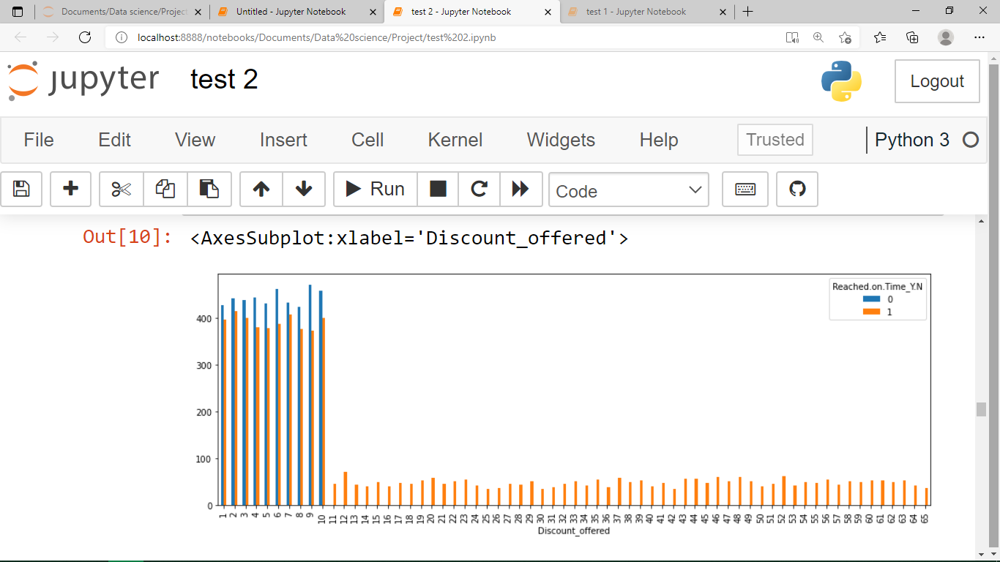 Documents/Data science/Project
Untitled - Jupyter Notebook
test 2 - Jupyter Notebook
test 1 - Jupyter Notebook
localhost:8888/notebooks/Documents/Data%20science/Project/test%202.ipynb
jupyter test 2
Logout
File Edit View Insert Cell Kernel Widgets Help Trusted Python 3
Run Code
Out[10]: <AxesSubplot:xlabel='Discount_offered'>
Reached.on.Time_Y.N
0
1
400
300
200
100
0
1 2 3 4 5 6 7 8 9 10 11 12 13 14 15 16 17 18 19 20 21 22 23 24 25 26 27 28 29 30 31 32 33 34 35 36 37 38 39 40 41 42 43 44 45 46 47 48 49 50 51 52 53 54 55 56 57 58 59 60 61 62 63 64 65
Discount_offered